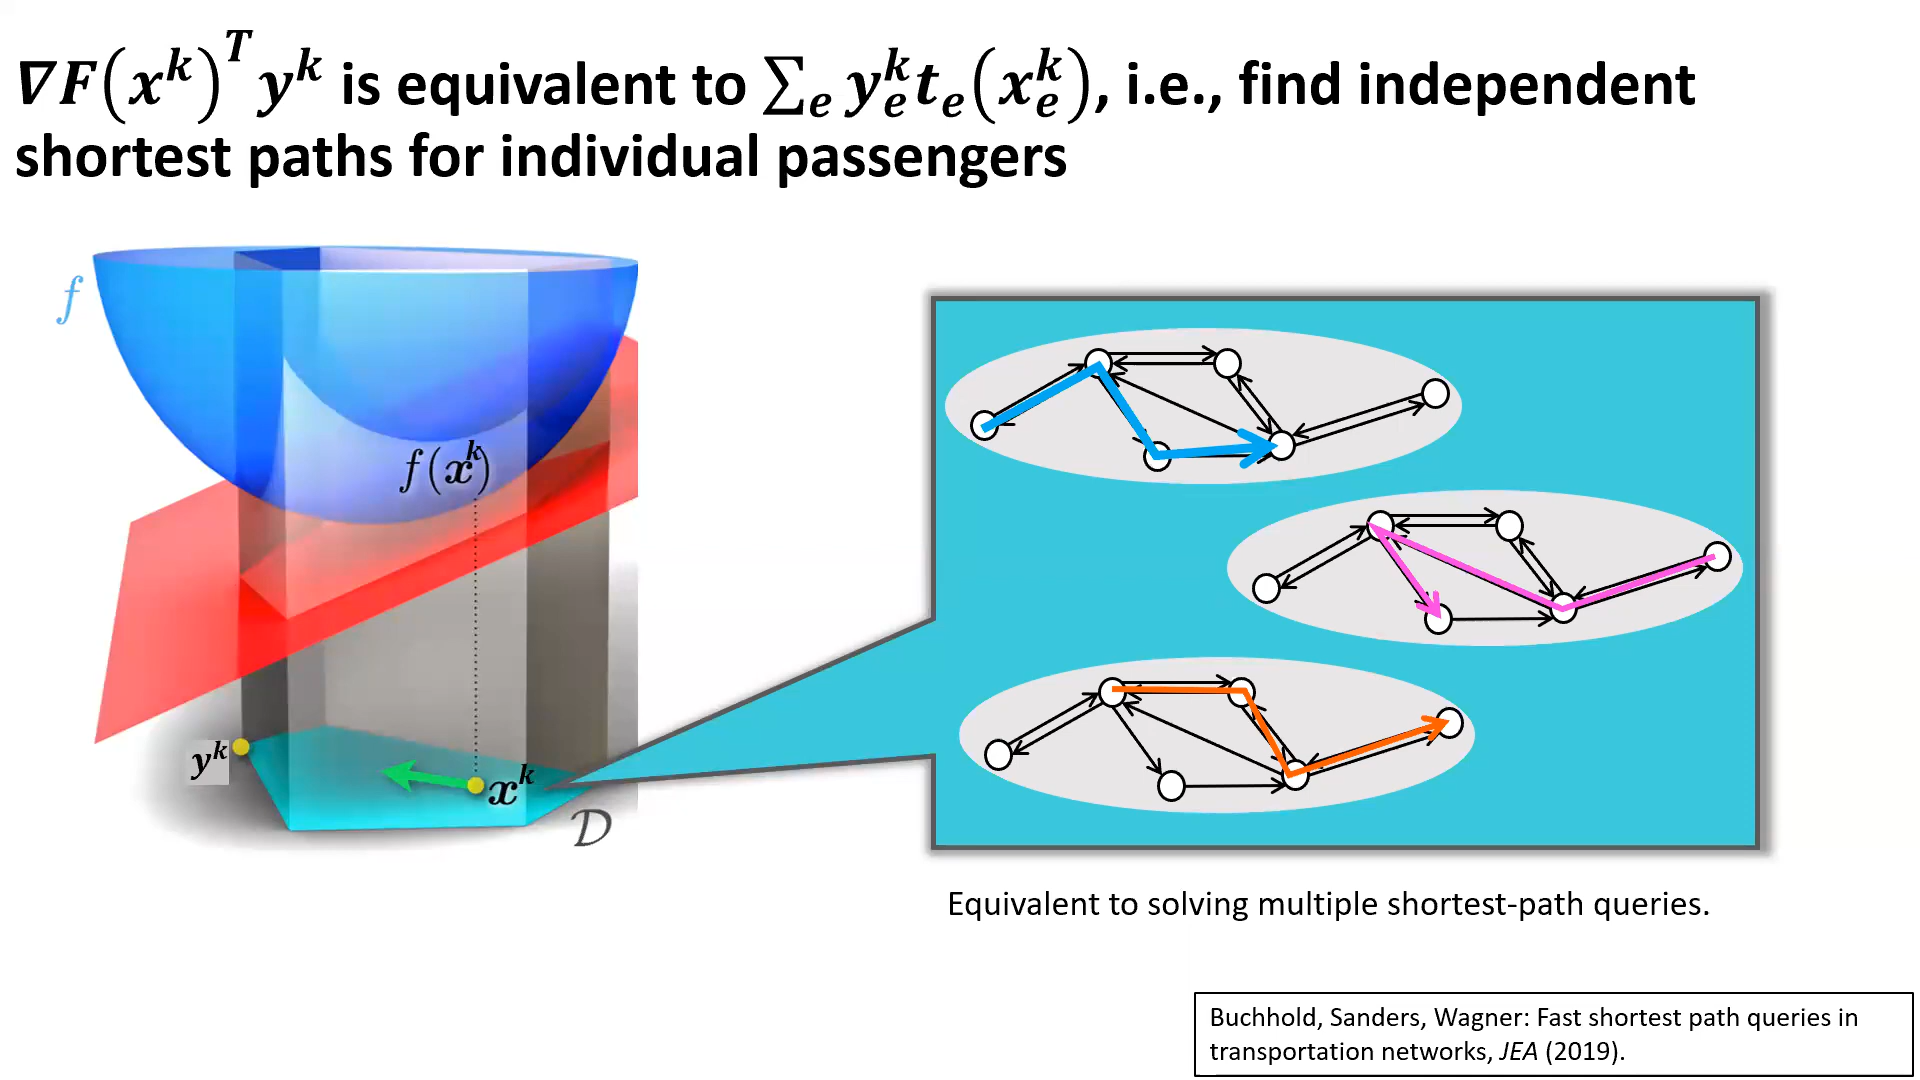 ∇F(x^k)^T y^k is equivalent to ∑_e y_e^k t_e(x_e^k), i.e., find independent
shortest paths for individual passengers
f
f(x^k)
y^k
x^k
𝒟
Equivalent to solving multiple shortest-path queries.
Buchhold, Sanders, Wagner: Fast shortest path queries in
transportation networks, JEA (2019).